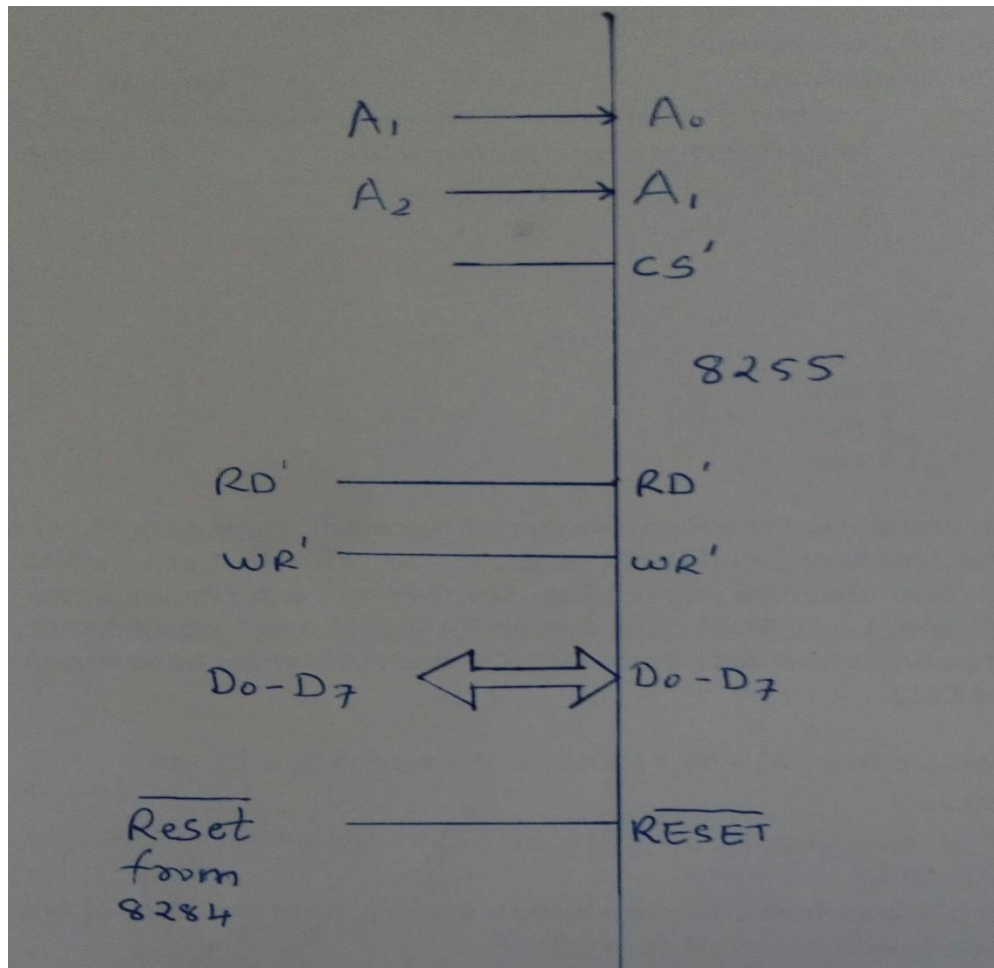 A₁ A₀
A₂ A₁
CS'
8255
RD' RD'
WR' WR'
D₀-D₇ D₀-D₇
Reset RESET
from
8284